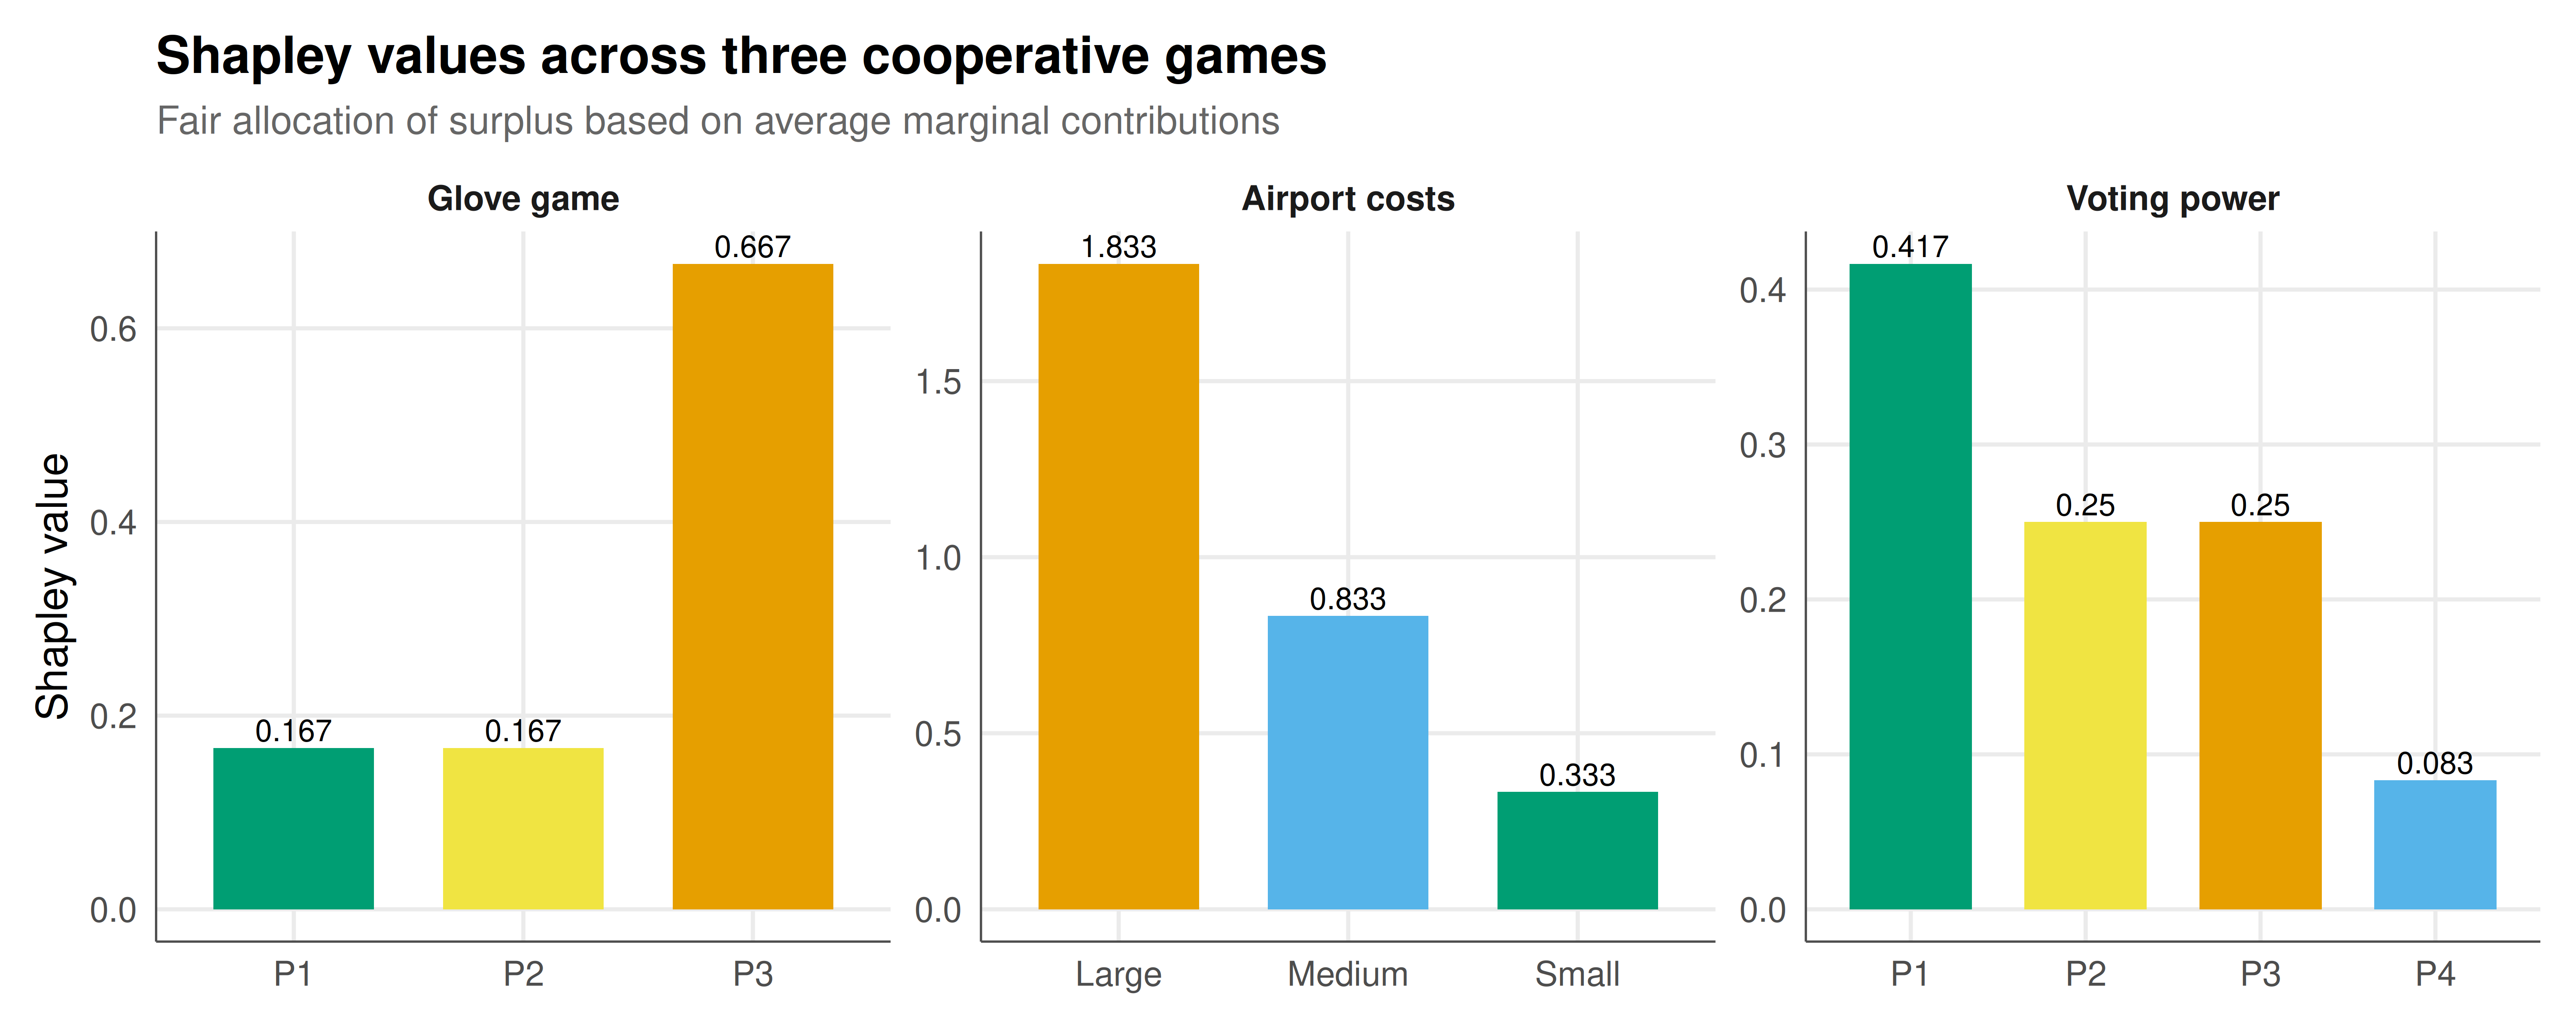 Shapley values across three cooperative games
Fair allocation of surplus based on average marginal contributions
Shapley value
Glove game
0.6
0.4
0.2
0.0
0.167
0.167
0.667
P1
P2
P3
Airport costs
1.5
1.0
0.5
0.0
1.833
0.833
0.333
Large
Medium
Small
Voting power
0.4
0.3
0.2
0.1
0.0
0.417
0.25
0.25
0.083
P1
P2
P3
P4